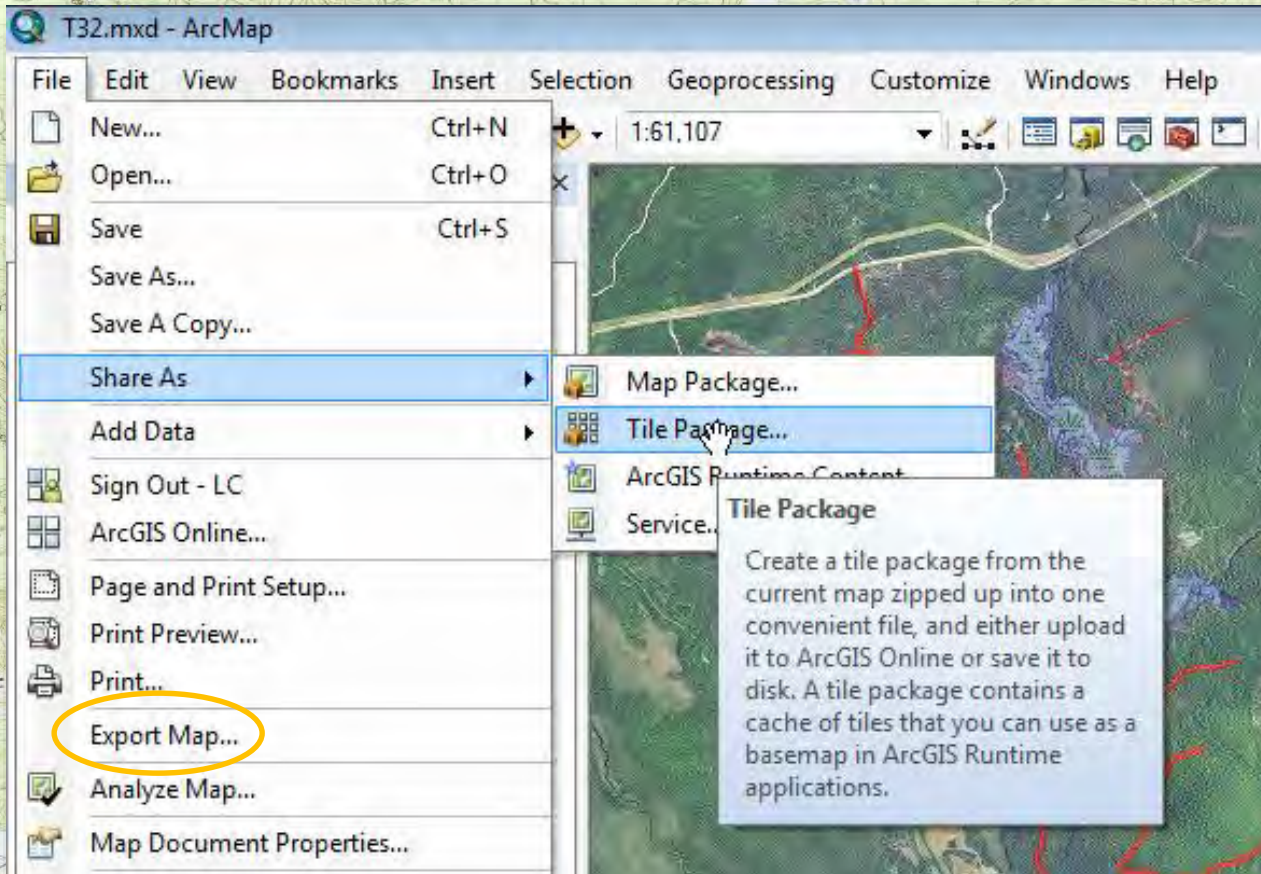 T32.mxd - ArcMap
File Edit View Bookmarks Insert Selection Geoprocessing Customize Windows Help
New... Ctrl+N
1:61,107
Open... Ctrl+O
Save Ctrl+S
Save As...
Save A Copy...
Share As
Map Package...
Add Data
Tile Package...
Sign Out - LC
ArcGIS Runtime Content
ArcGIS Online...
Service..
Tile Package
Create a tile package from the
current map zipped up into one
convenient file, and either upload
it to ArcGIS Online or save it to
disk. A tile package contains a
cache of tiles that you can use as a
basemap in ArcGIS Runtime
applications.
Page and Print Setup...
Print Preview...
Print...
Export Map...
Analyze Map...
Map Document Properties...